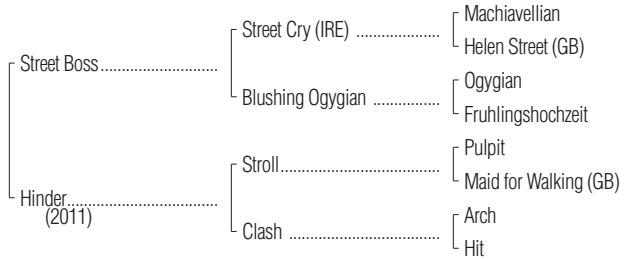 Machiavellian
Street Cry (IRE) ..................
Helen Street (GB)
Street Boss.........................
Ogygian
Blushing Ogygian ..............
Fruhlingshochzeit
Pulpit
Stroll..................................
Maid for Walking (GB)
Hinder................................
(2011)
Arch
Clash ................................
Hit